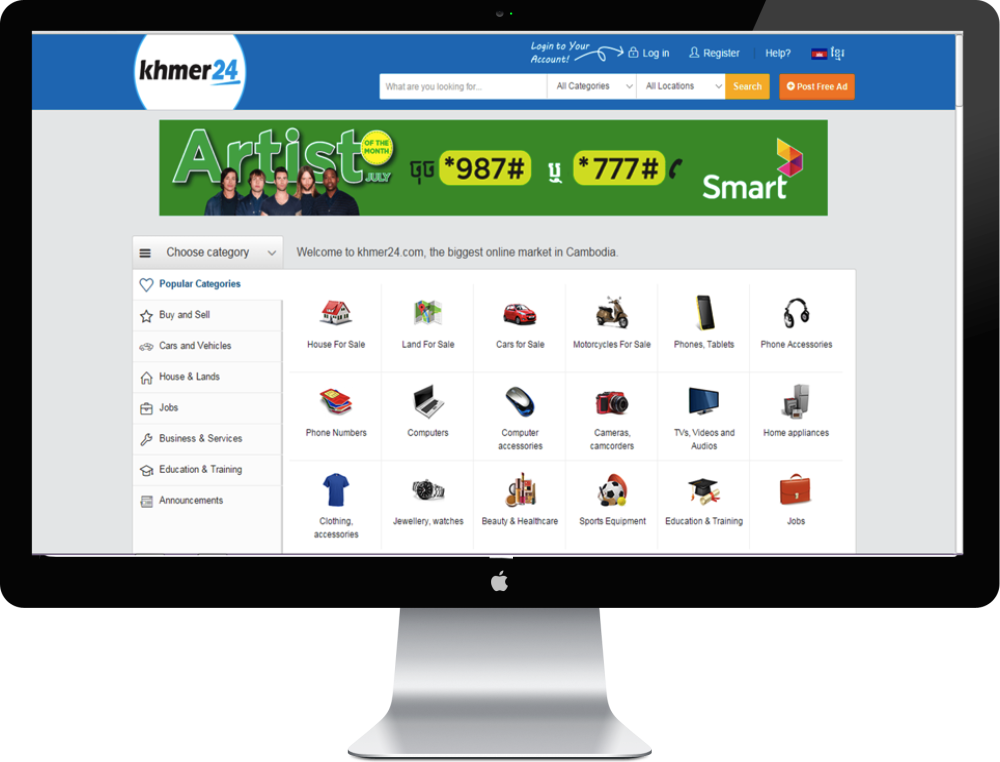 Login to Your
Account!
Log in
Register
Help?
ខ្មែរ
khmer24
What are you looking for...
All Categories
All Locations
Search
Post Free Ad
Artist
OF THE
MONTH
JULY
ចុច *987# ឬ *777#
Smart
Choose category
Welcome to khmer24.com, the biggest online market in Cambodia.
Popular Categories
Buy and Sell
Cars and Vehicles
House & Lands
Jobs
Business & Services
Education & Training
Announcements
House For Sale
Land For Sale
Cars for Sale
Motorcycles For Sale
Phones, Tablets
Phone Accessories
Phone Numbers
Computers
Computer
accessories
Cameras,
camcorders
TVs, Videos and
Audios
Home appliances
Clothing,
accessories
Jewellery, watches
Beauty & Healthcare
Sports Equipment
Education & Training
Jobs